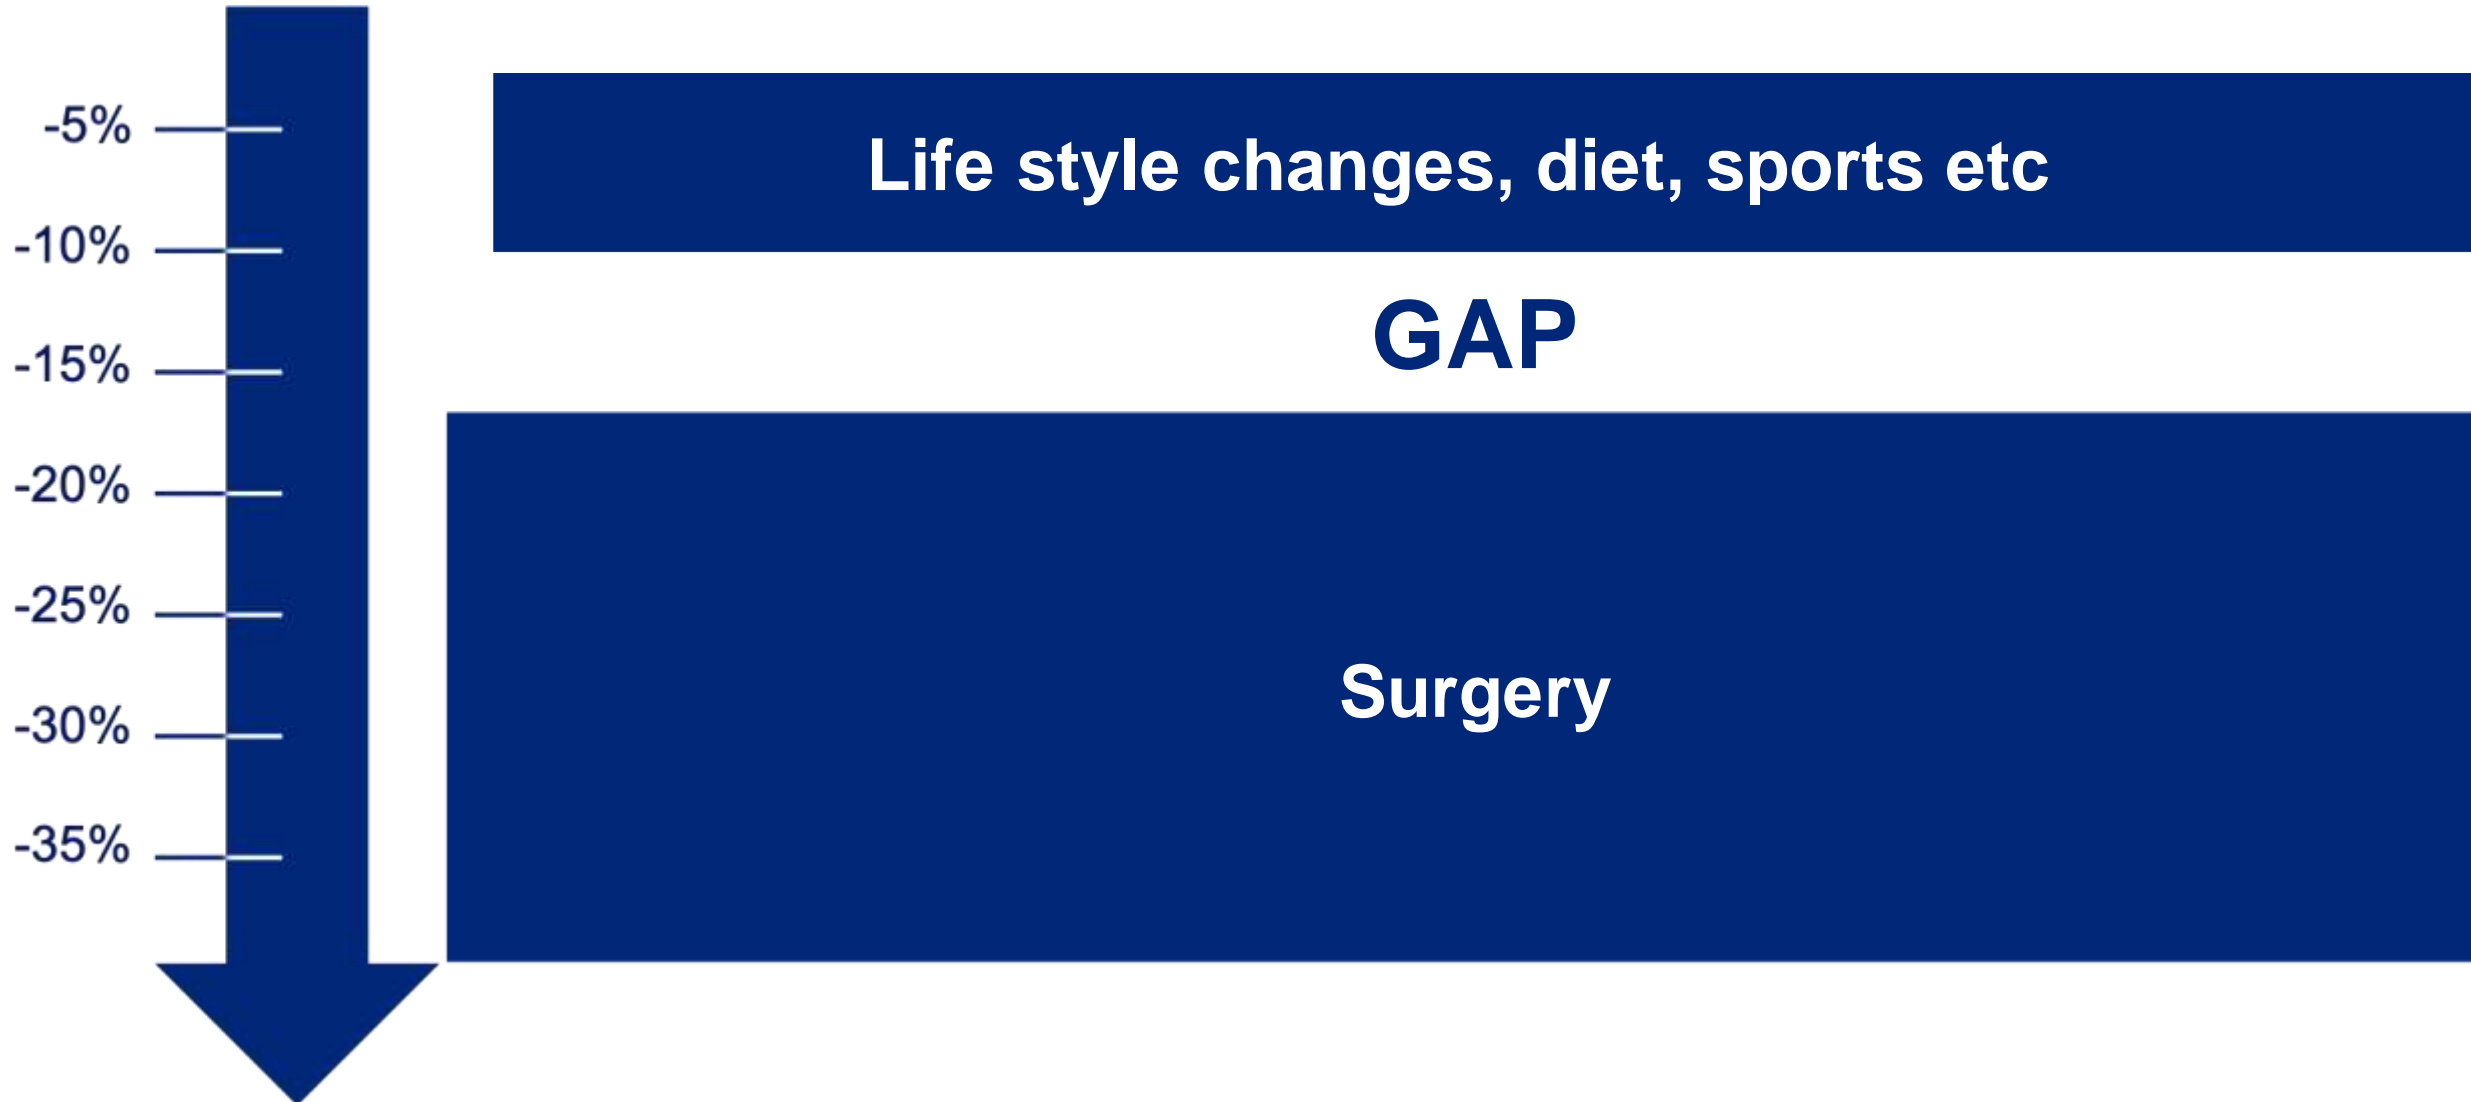 -5%
Life style changes, diet, sports etc
-10%
GAP
-15%
-20%
-25%
Surgery
-30%
-35%